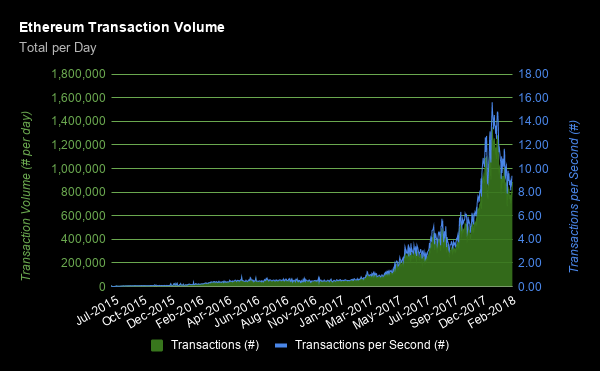 Ethereum Transaction Volume
Total per Day
Transaction Volume (# per day)
1,800,000
1,600,000
1,400,000
1,200,000
1,000,000
800,000
600,000
400,000
200,000
0
18.00
16.00
14.00
12.00
10.00
8.00
6.00
4.00
2.00
0.00
Transactions per Second (#)
Jul-2015
Oct-2015
Dec-2015
Feb-2016
Apr-2016
Jun-2016
Aug-2016
Nov-2016
Jan-2017
Mar-2017
May-2017
Jul-2017
Sep-2017
Dec-2017
Feb-2018
Transactions (#)
Transactions per Second (#)